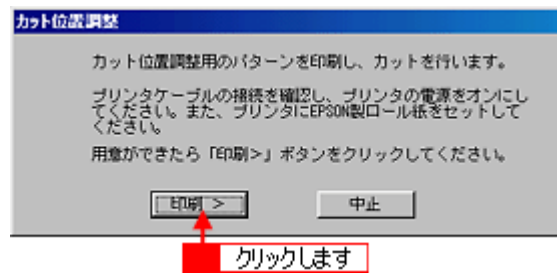 カット位置調整
カット位置調整用のパターンを印刷し、カットを行います。
プリンタケーブルの接続を確認し、プリンタの電源をオンにし
てください。また、プリンタにEPSON製ロール紙をセットして
ください。
用意ができたら「印刷>」ボタンをクリックしてください。
印刷 >
中止
クリックします